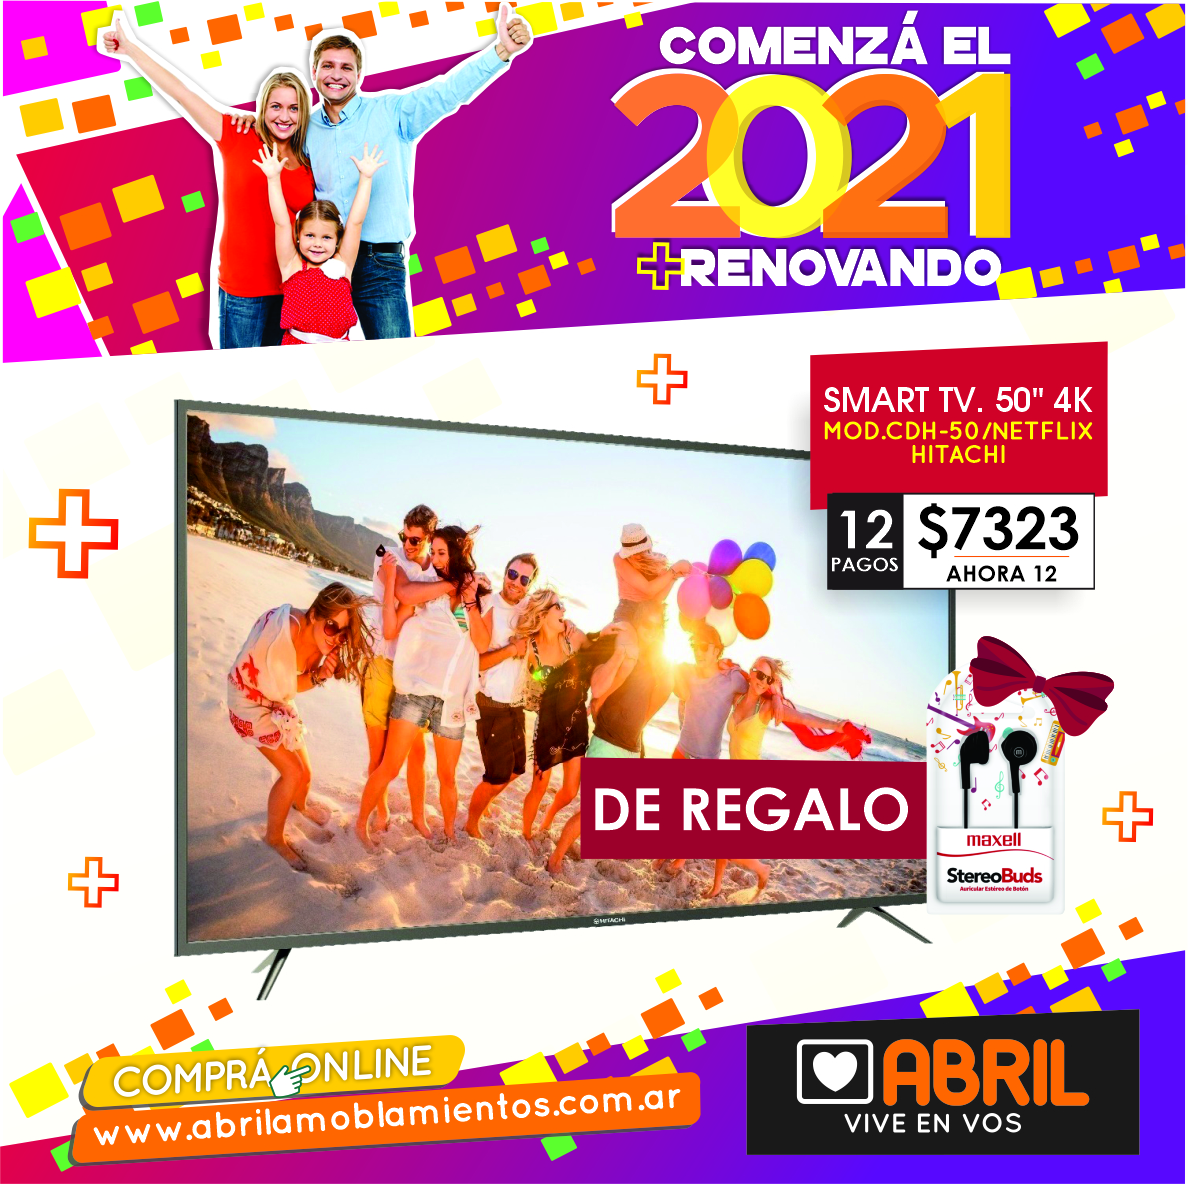 COMENZÁ EL
2021
+RENOVANDO
SMART TV. 50" 4K
MOD.CDH-50/NETFLIX
HITACHI
12
PAGOS
$7323
AHORA 12
DE REGALO
maxell
StereoBuds
Auricular Estéreo de Botón
HITACHI
COMPRÁ ONLINE
www.abrilamoblamientos.com.ar
ABRIL
VIVE EN VOS